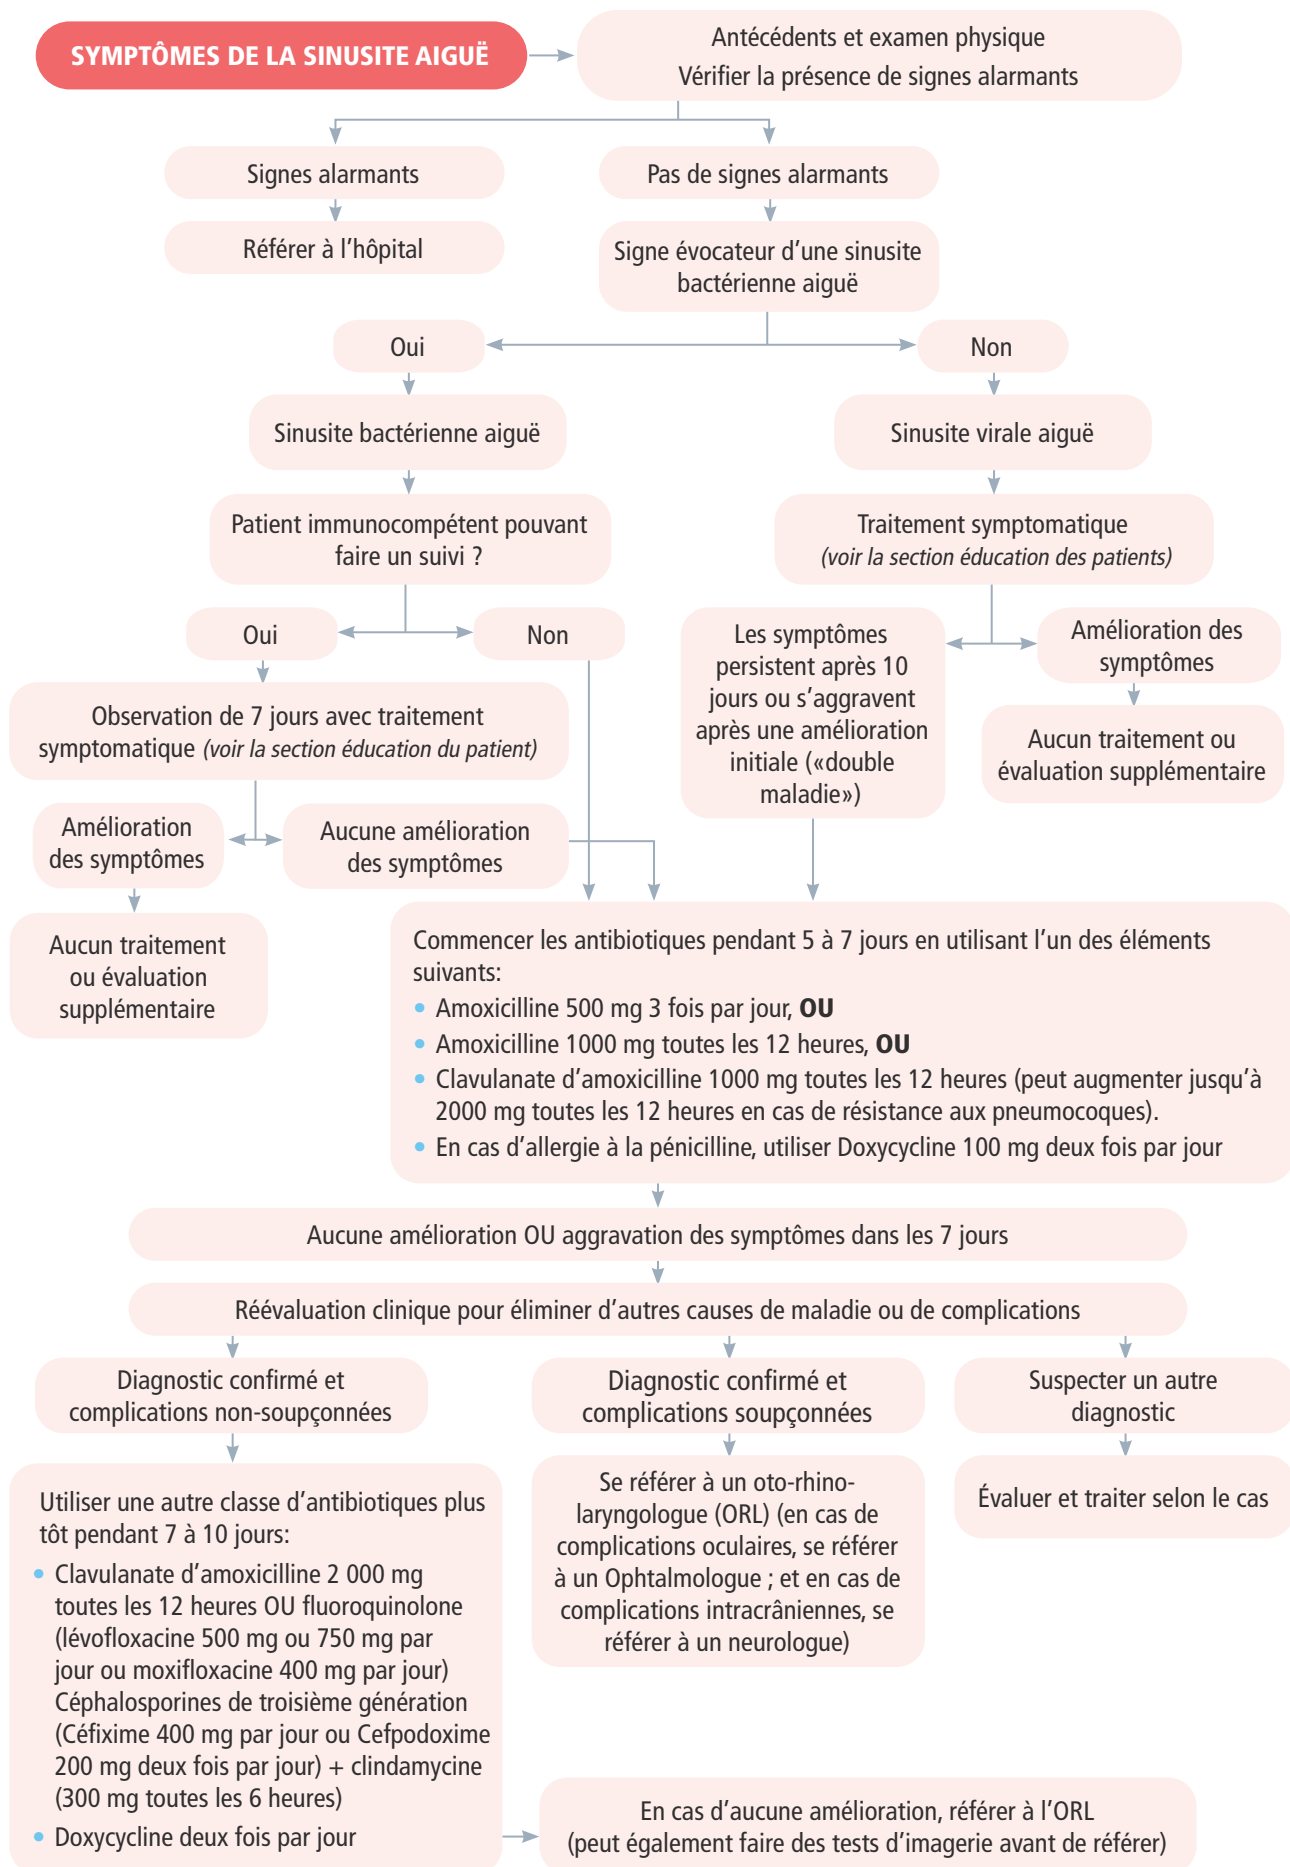 SYMPTÔMES DE LA SINUSITE AIGUË
Antécédents et examen physique
Vérifier la présence de signes alarmants
Signes alarmants
Pas de signes alarmants
Référer à l’hôpital
Signe évocateur d’une sinusite
bactérienne aiguë
Oui
Non
Sinusite bactérienne aiguë
Sinusite virale aiguë
Patient immunocompétent pouvant
faire un suivi ?
Traitement symptomatique
(voir la section éducation des patients)
Oui
Non
Les symptômes
persistent après 10
jours ou s’aggravent
après une amélioration
initiale («double
maladie»)
Amélioration des
symptômes
Observation de 7 jours avec traitement
symptomatique (voir la section éducation du patient)
Aucun traitement ou
évaluation supplémentaire
Amélioration
des symptômes
Aucune amélioration
des symptômes
Aucun traitement
ou évaluation
supplémentaire
Commencer les antibiotiques pendant 5 à 7 jours en utilisant l’un des éléments
suivants:
• Amoxicilline 500 mg 3 fois par jour, OU
• Amoxicilline 1000 mg toutes les 12 heures, OU
• Clavulanate d’amoxicilline 1000 mg toutes les 12 heures (peut augmenter jusqu’à
2000 mg toutes les 12 heures en cas de résistance aux pneumocoques).
• En cas d’allergie à la pénicilline, utiliser Doxycycline 100 mg deux fois par jour
Aucune amélioration OU aggravation des symptômes dans les 7 jours
Réévaluation clinique pour éliminer d’autres causes de maladie ou de complications
Diagnostic confirmé et
complications non-soupçonnées
Diagnostic confirmé et
complications soupçonnées
Suspecter un autre
diagnostic
Utiliser une autre classe d’antibiotiques plus
tôt pendant 7 à 10 jours:
• Clavulanate d’amoxicilline 2 000 mg
toutes les 12 heures OU fluoroquinolone
(lévofloxacine 500 mg ou 750 mg par
jour ou moxifloxacine 400 mg par jour)
Céphalosporines de troisième génération
(Céfixime 400 mg par jour ou Cefpodoxime
200 mg deux fois par jour) + clindamycine
(300 mg toutes les 6 heures)
• Doxycycline deux fois par jour
Se référer à un oto-rhino-
laryngologue (ORL) (en cas de
complications oculaires, se référer
à un Ophtalmologue ; et en cas de
complications intracrâniennes, se
référer à un neurologue)
Évaluer et traiter selon le cas
En cas d’aucune amélioration, référer à l’ORL
(peut également faire des tests d’imagerie avant de référer)